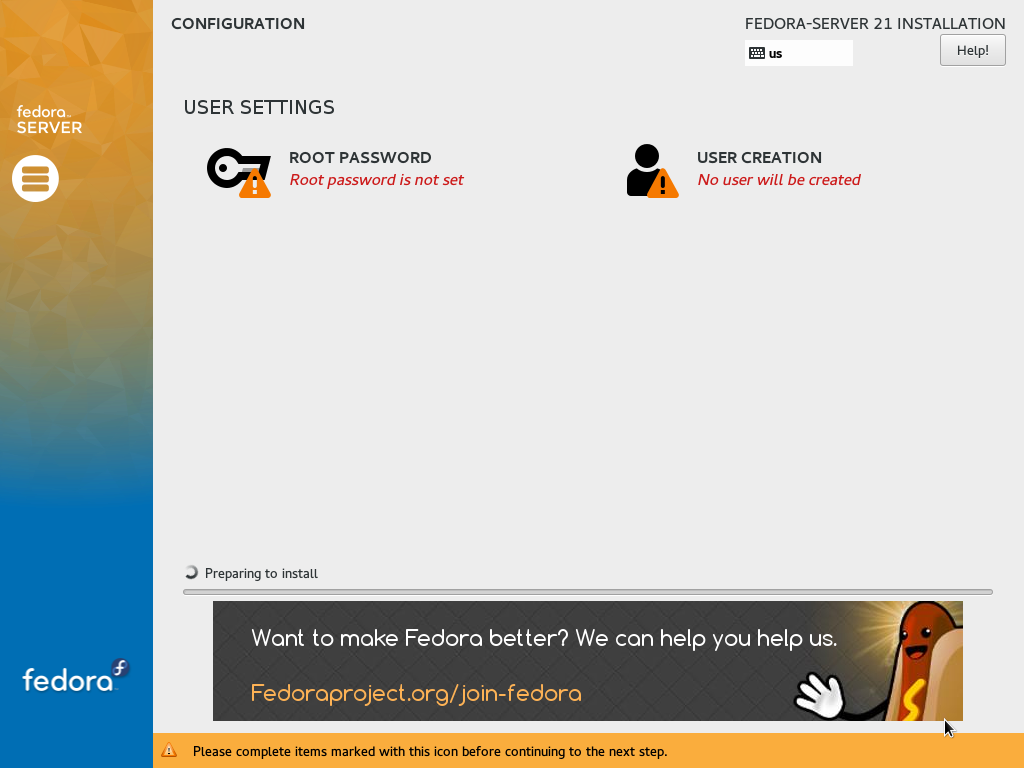 CONFIGURATION
FEDORA-SERVER 21 INSTALLATION
us
Help!
fedora
SERVER
USER SETTINGS
ROOT PASSWORD
Root password is not set
USER CREATION
No user will be created
Preparing to install
Want to make Fedora better? We can help you help us.
Fedoraproject.org/join-fedora
fedora
Please complete items marked with this icon before continuing to the next step.